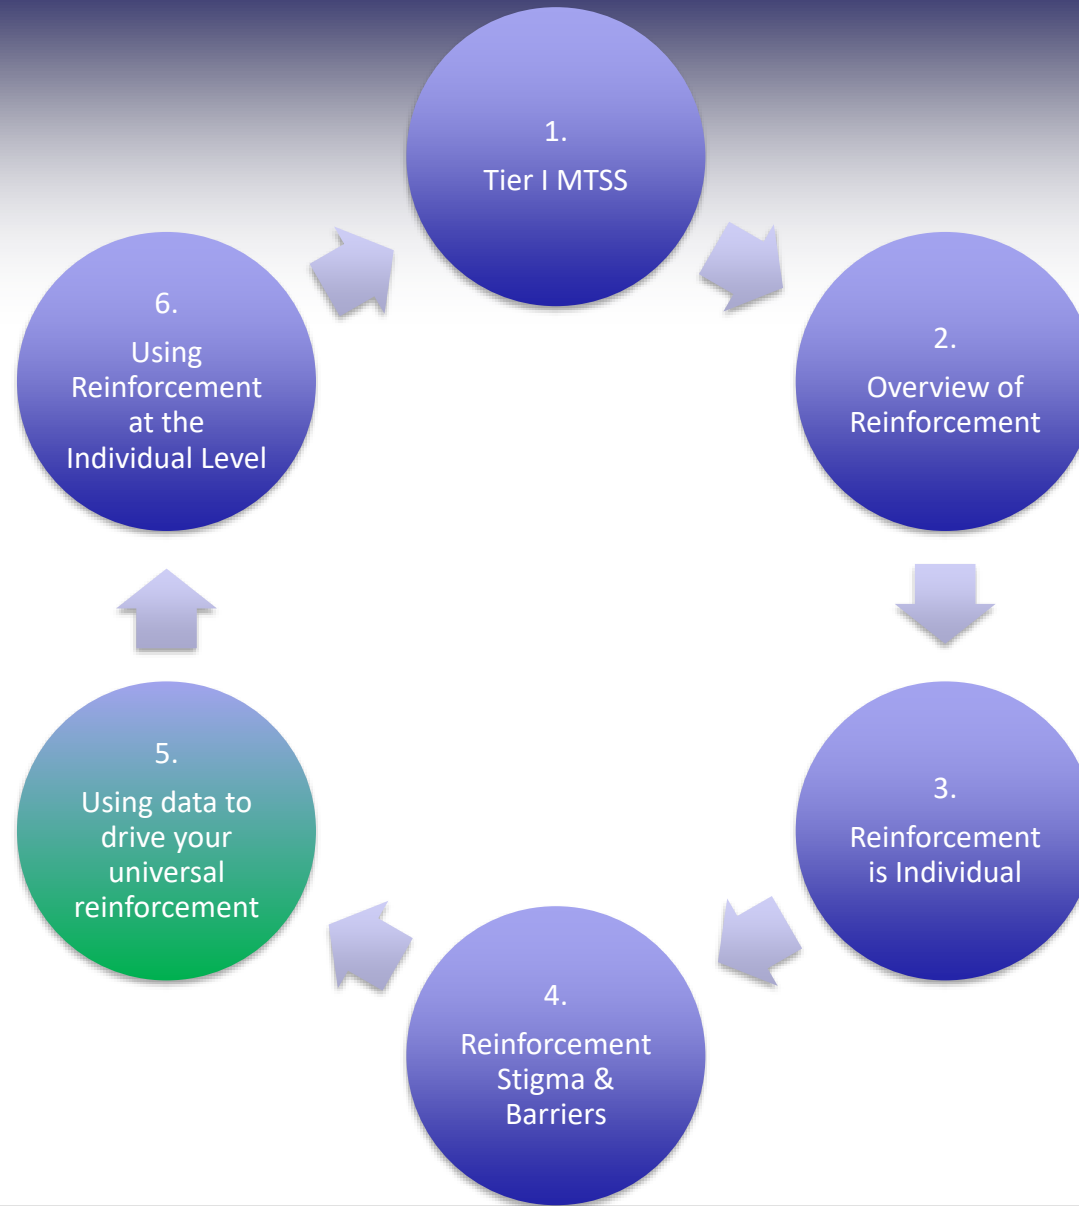 1.
Tier I MTSS
2.
Overview of
Reinforcement
3.
Reinforcement
is Individual
4.
Reinforcement
Stigma &
Barriers
5.
Using data to
drive your
universal
reinforcement
6.
Using
Reinforcement
at the
Individual Level